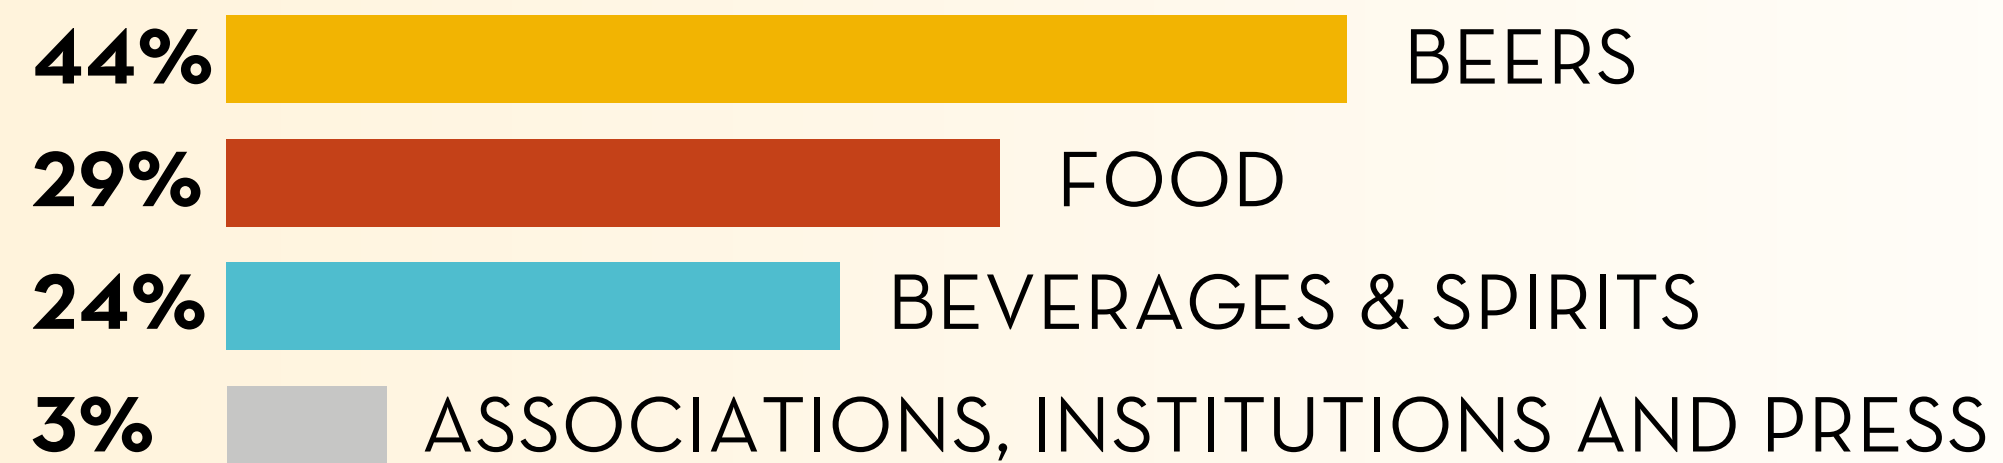 44% BEERS
29% FOOD
24% BEVERAGES & SPIRITS
3% ASSOCIATIONS, INSTITUTIONS AND PRESS